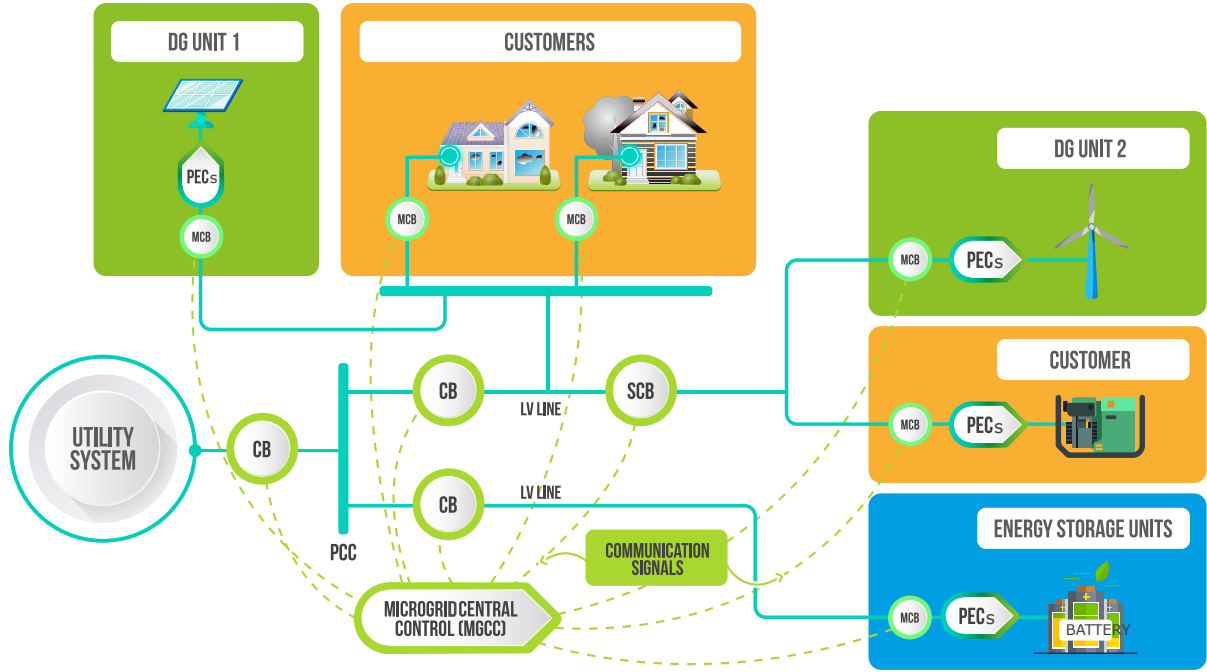 DG UNIT 1
CUSTOMERS
PECs
MCB
MCB
MCB
DG UNIT 2
MCB
PECs
CUSTOMER
MCB
PECs
UTILITY
SYSTEM
CB
CB
LV LINE
SCB
CB
LV LINE
PCC
COMMUNICATION
SIGNALS
MICROGRID CENTRAL
CONTROL (MGCC)
ENERGY STORAGE UNITS
MCB
PECs
BATTERY